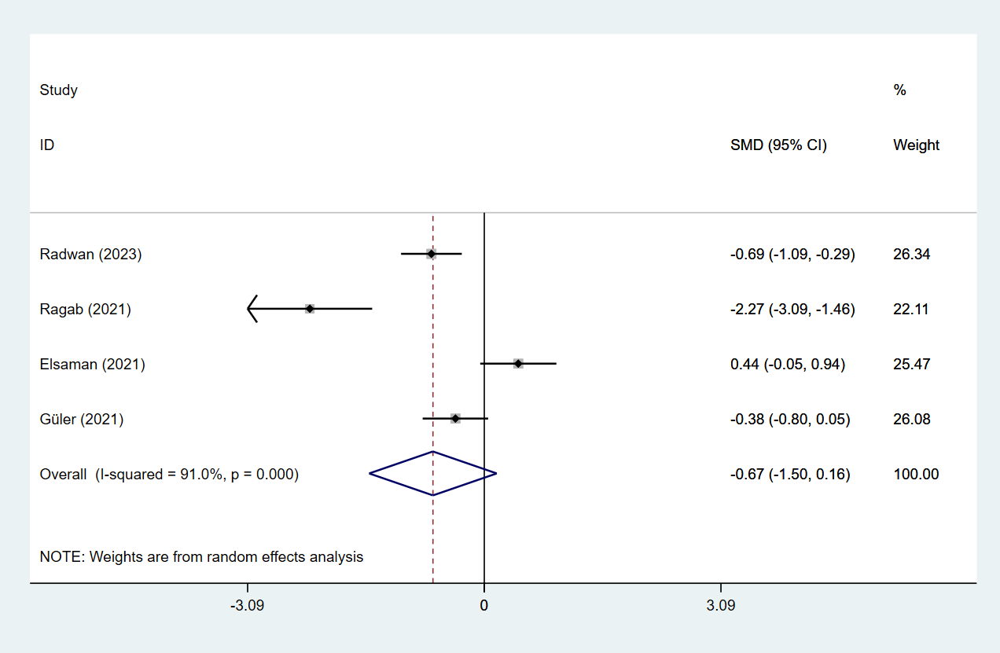 Study %
ID SMD (95% CI) Weight
Radwan (2023) -0.69 (-1.09, -0.29) 26.34
Ragab (2021) -2.27 (-3.09, -1.46) 22.11
Elsaman (2021) 0.44 (-0.05, 0.94) 25.47
Güler (2021) -0.38 (-0.80, 0.05) 26.08
Overall (I-squared = 91.0%, p = 0.000) -0.67 (-1.50, 0.16) 100.00
NOTE: Weights are from random effects analysis
-3.09 0 3.09